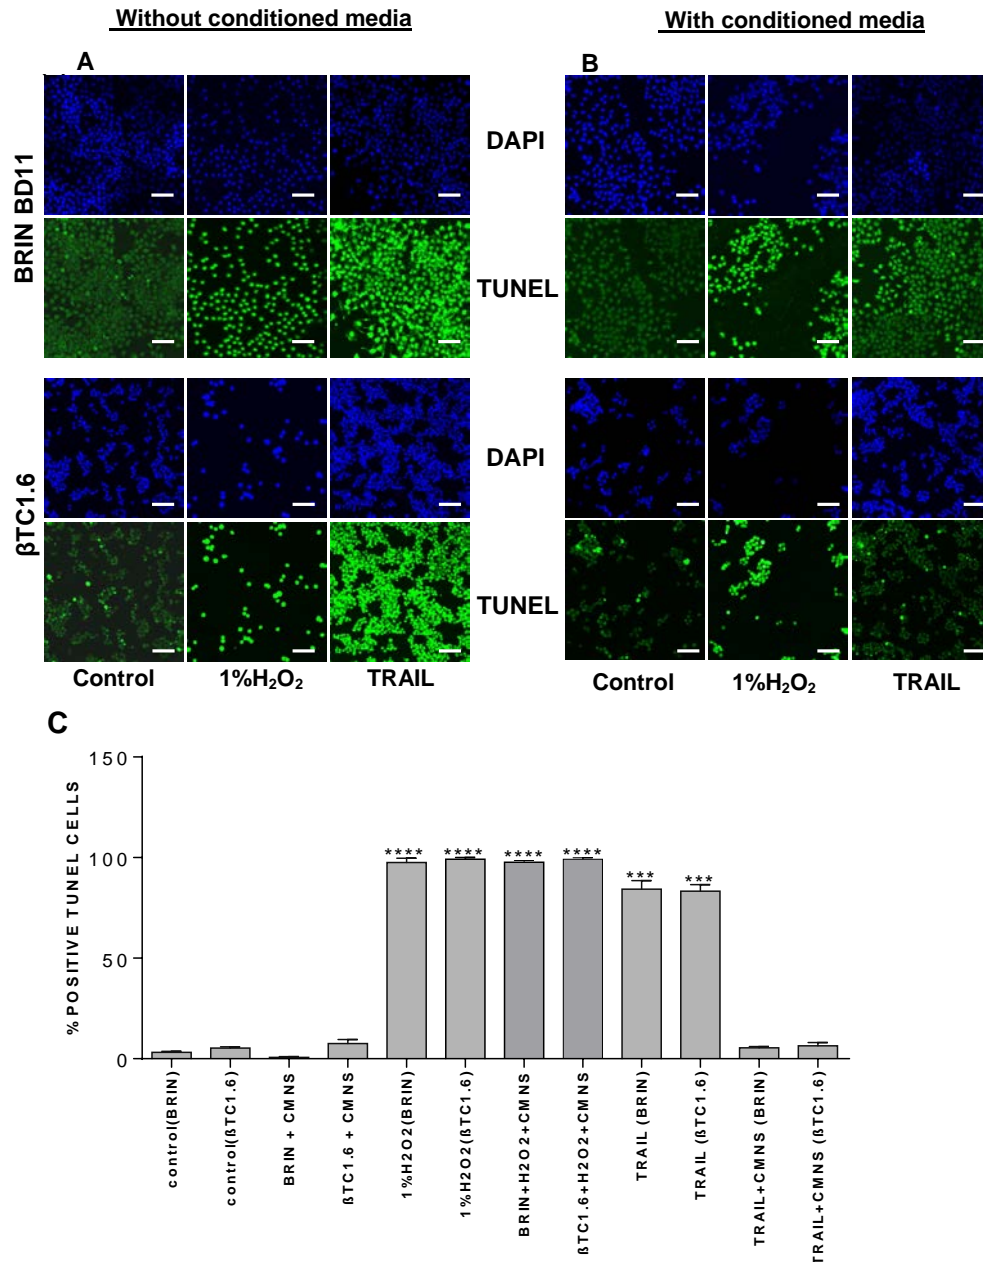 Without conditioned media
With conditioned media
A
B
BRIN BD11
DAPI
TUNEL
βTC1.6
DAPI
TUNEL
Control
1%H₂O₂
TRAIL
Control
1%H₂O₂
TRAIL
C
% POSITIVE TUNEL CELLS
150
100
50
0
****
****
****
****
***
***
control(BRIN)
control(ßTC1.6)
BRIN + CMNS
ßTC1.6 + CMNS
1%H2O2(BRIN)
1%H2O2(ßTC1.6)
BRIN+H2O2+CMNS
ßTC1.6+H2O2+CMNS
TRAIL (BRIN)
TRAIL (ßTC1.6)
TRAIL+CMNS (BRIN)
TRAIL+CMNS (ßTC1.6)